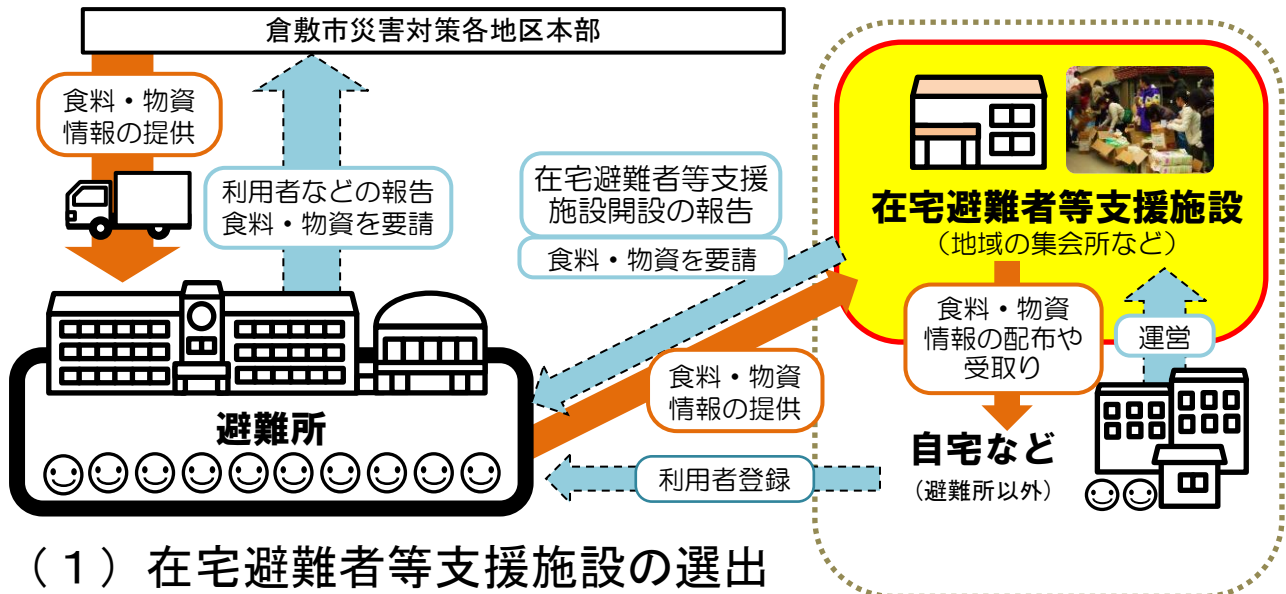 倉敷市災害対策各地区本部
食料・物資
情報の提供
利用者などの報告
食料・物資を要請
在宅避難者等支援
施設開設の報告
食料・物資を要請
在宅避難者等支援施設
（地域の集会所など）
食料・物資
情報の配布や
受取り
運営
食料・物資
情報の提供
避難所
自宅など
（避難所以外）
利用者登録
（１）在宅避難者等支援施設の選出